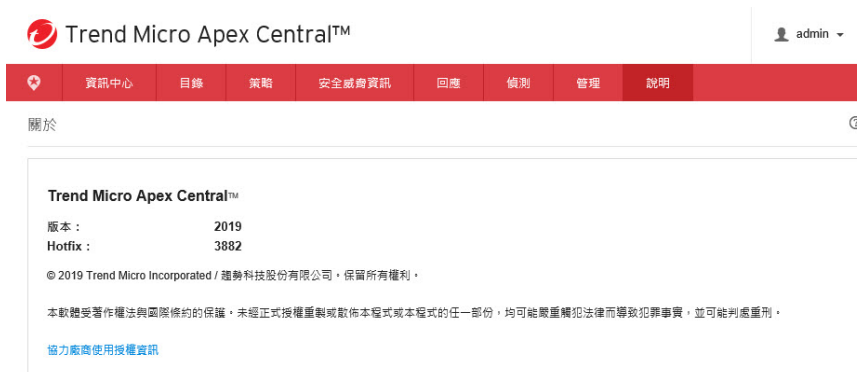 Trend Micro Apex Central™
admin
資訊中心 目錄 策略 安全威脅資訊 回應 偵測 管理 說明
關於
Trend Micro Apex Central™
版本： 2019
Hotfix： 3882
© 2019 Trend Micro Incorporated / 趨勢科技股份有限公司。保留所有權利。
本軟體受著作權法與國際條約的保護。未經正式授權重製或散佈本程式或本程式的任一部份，均可能嚴重觸犯法律而導致犯罪事實，並可能判處重刑。
協力廠商使用授權資訊